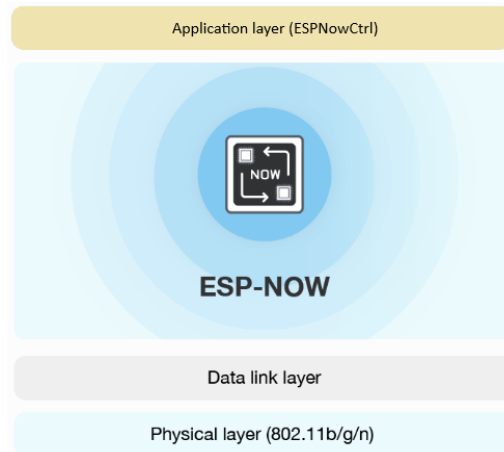 Application layer (ESPNowCtrl)
NOW
ESP-NOW
Data link layer
Physical layer (802.11b/g/n)